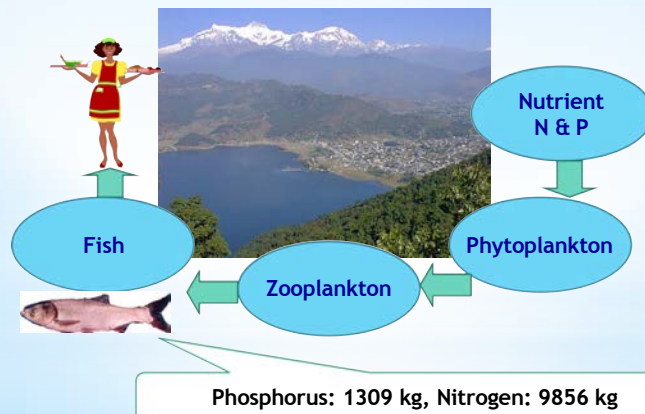 Nutrient
N & P
Phytoplankton
Zooplankton
Fish
Phosphorus: 1309 kg, Nitrogen: 9856 kg